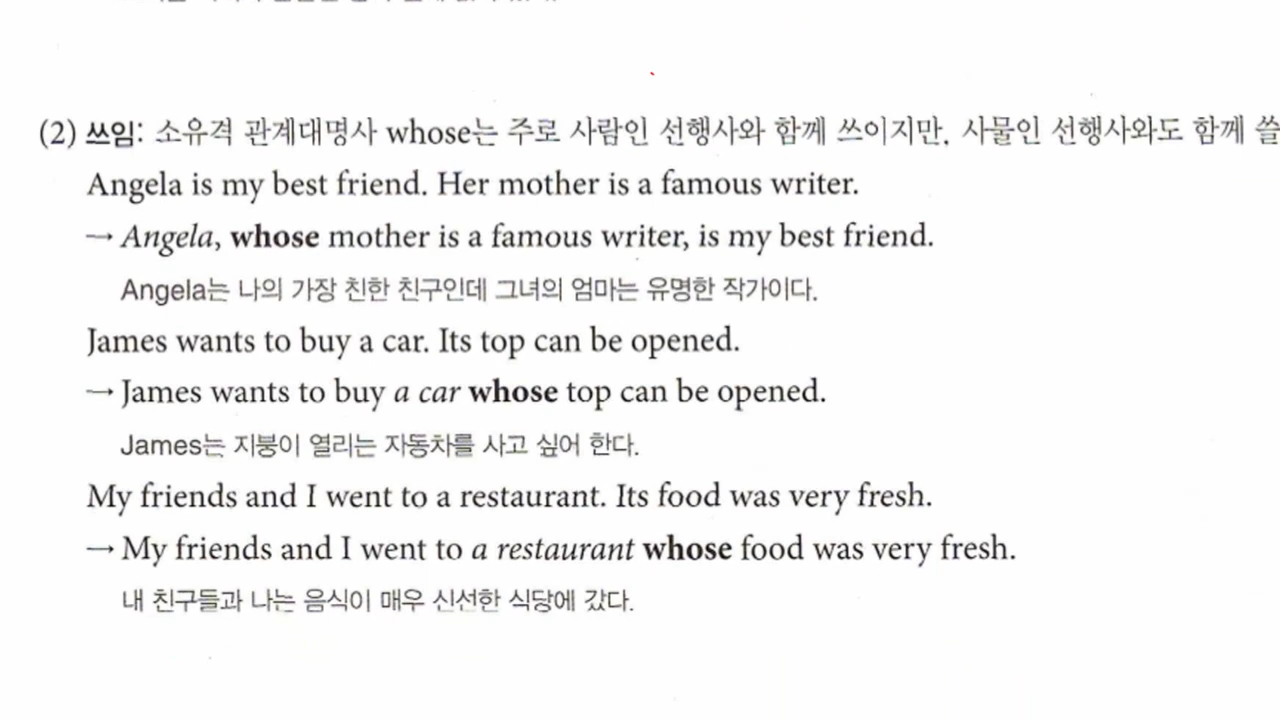 (2) 쓰임: 소유격 관계대명사 whose는 주로 사람인 선행사와 함께 쓰이지만, 사물인 선행사와도 함께 쓸
Angela is my best friend. Her mother is a famous writer.
→ Angela, whose mother is a famous writer, is my best friend.
Angela는 나의 가장 친한 친구인데 그녀의 엄마는 유명한 작가이다.
James wants to buy a car. Its top can be opened.
→ James wants to buy a car whose top can be opened.
James는 지붕이 열리는 자동차를 사고 싶어 한다.
My friends and I went to a restaurant. Its food was very fresh.
→ My friends and I went to a restaurant whose food was very fresh.
내 친구들과 나는 음식이 매우 신선한 식당에 갔다.